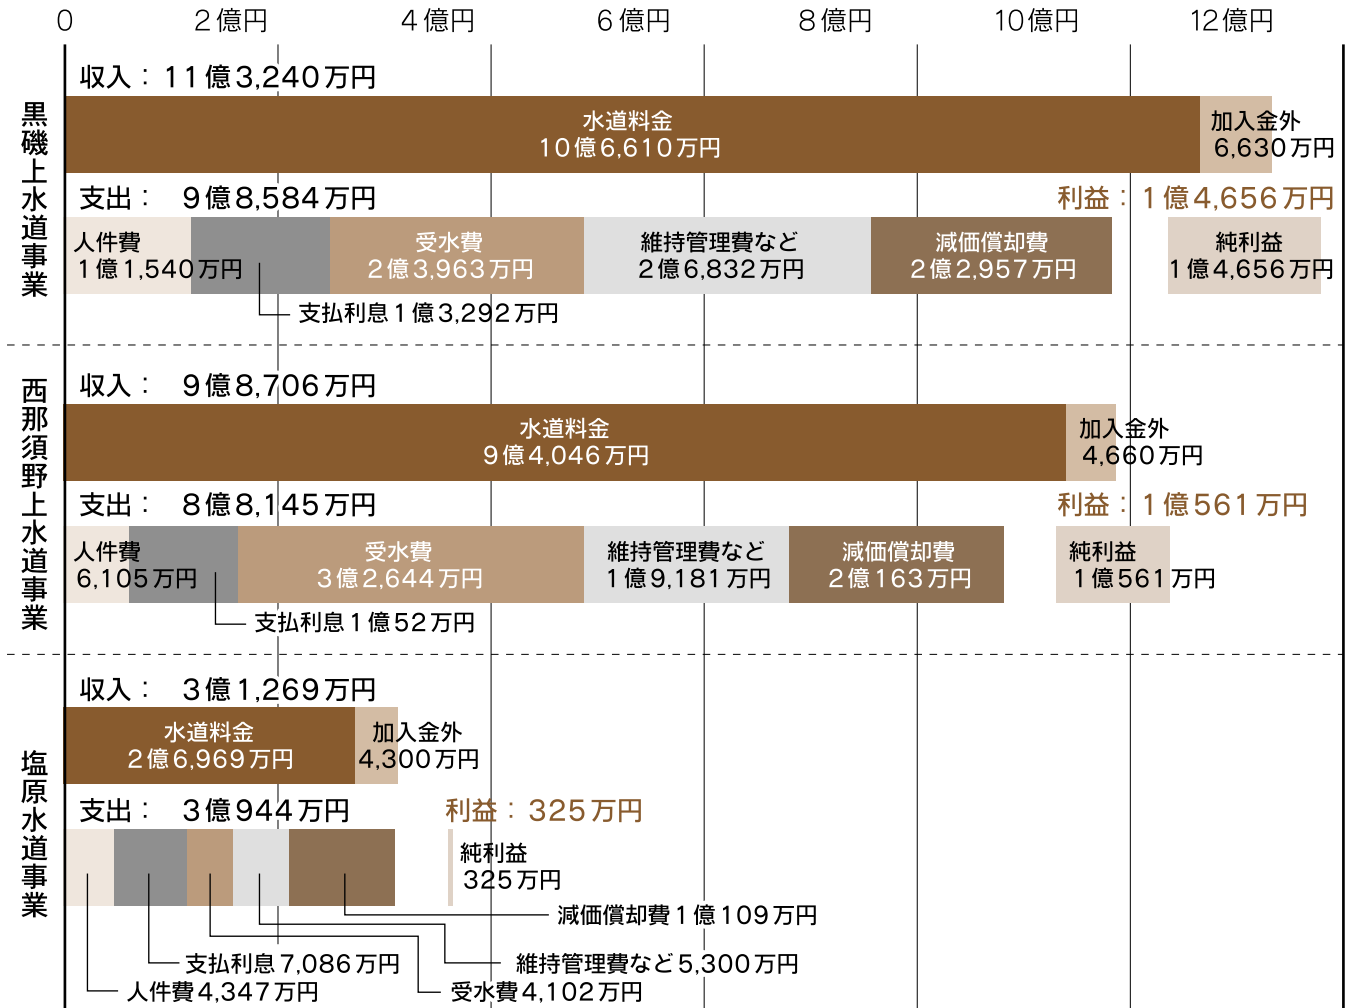 0 2億円 4億円 6億円 8億円 10億円 12億円
黒磯上水道事業
収入： 11億3,240万円
水道料金
10億6,610万円
加入金外
6,630万円
支出： 9億8,584万円
利益：1億4,656万円
人件費
1億1,540万円
受水費
2億3,963万円
維持管理費など
2億6,832万円
減価償却費
2億2,957万円
純利益
1億4,656万円
支払利息1億3,292万円
西那須野上水道事業
収入： 9億8,706万円
水道料金
9億4,046万円
加入金外
4,660万円
支出： 8億8,145万円
利益：1億561万円
人件費
6,105万円
受水費
3億2,644万円
維持管理費など
1億9,181万円
減価償却費
2億163万円
純利益
1億561万円
支払利息1億52万円
塩原水道事業
収入： 3億1,269万円
水道料金
2億6,969万円
加入金外
4,300万円
支出： 3億944万円
利益：325万円
純利益
325万円
減価償却費1億109万円
支払利息7,086万円
維持管理費など5,300万円
人件費4,347万円
受水費4,102万円